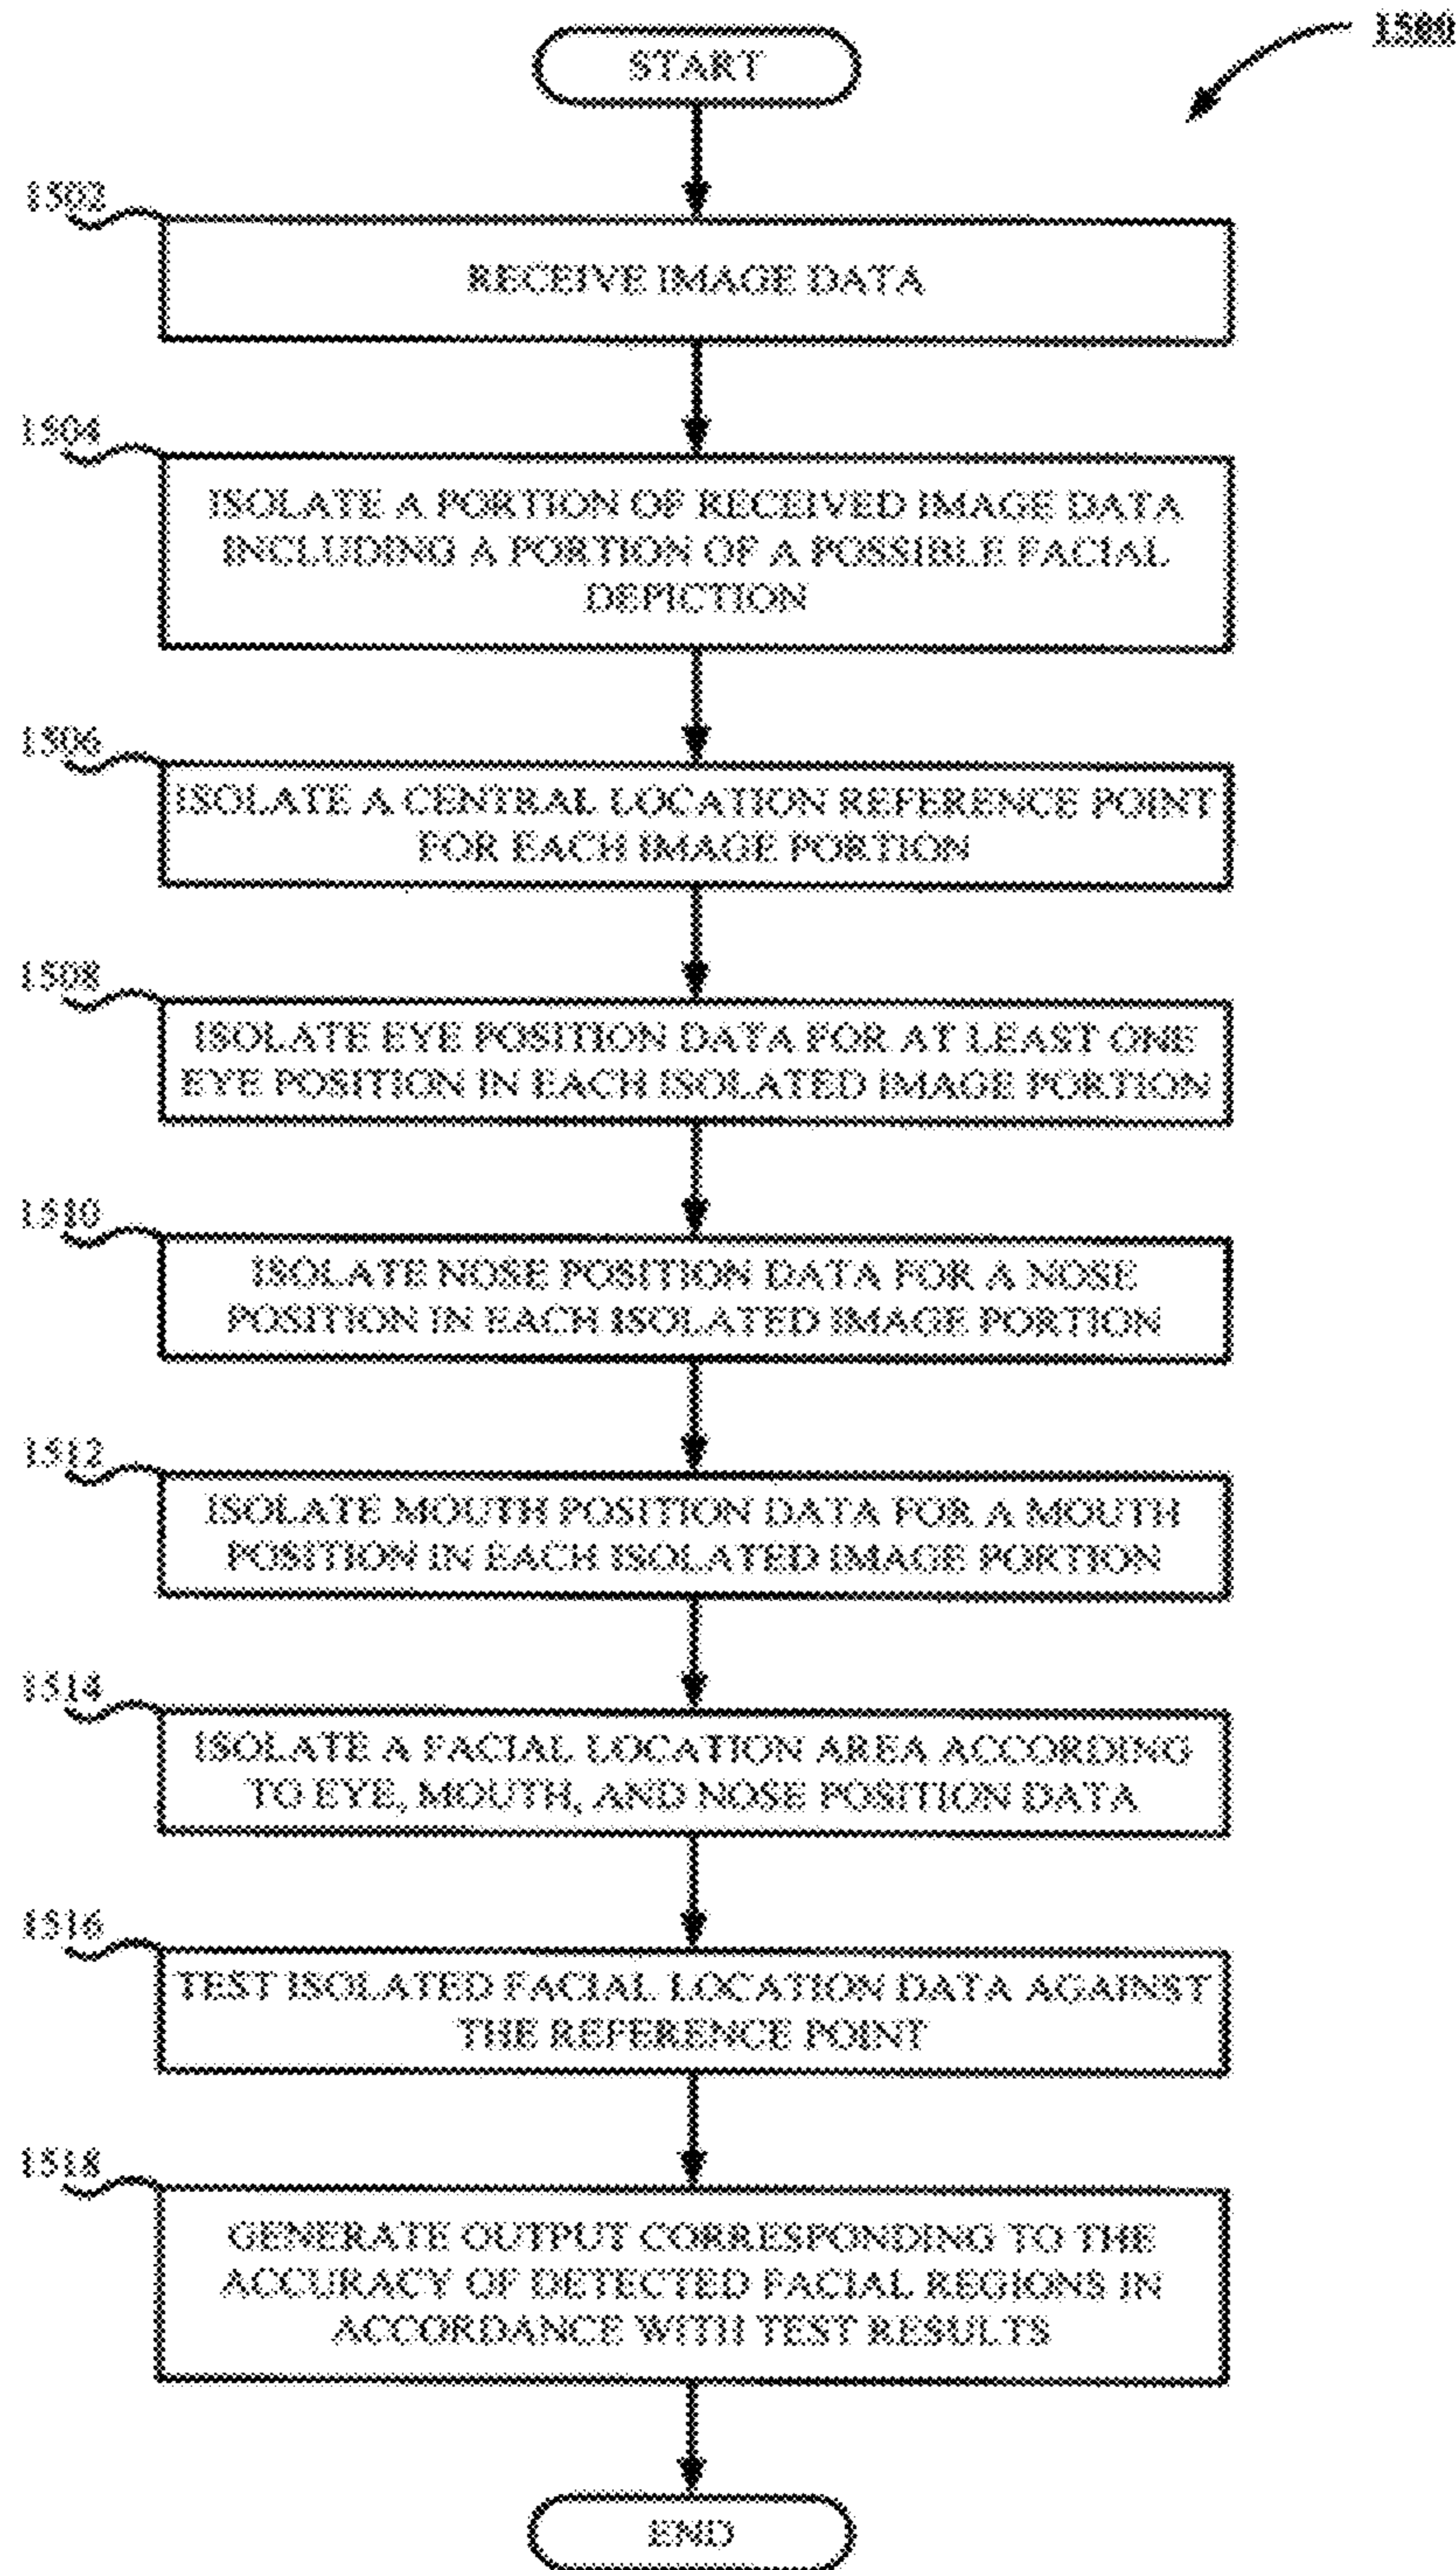 1500
START
1502
RECEIVE IMAGE DATA
1504
ISOLATE A PORTION OF RECEIVED IMAGE DATA
INCLUDING A PORTION OF A POSSIBLE FACIAL
DEPICTION
1506
ISOLATE A CENTRAL LOCATION REFERENCE POINT
FOR EACH IMAGE PORTION
1508
ISOLATE EYE POSITION DATA FOR AT LEAST ONE
EYE POSITION IN EACH ISOLATED IMAGE PORTION
1510
ISOLATE NOSE POSITION DATA FOR A NOSE
POSITION IN EACH ISOLATED IMAGE PORTION
1512
ISOLATE MOUTH POSITION DATA FOR A MOUTH
POSITION IN EACH ISOLATED IMAGE PORTION
1514
ISOLATE A FACIAL LOCATION AREA ACCORDING
TO EYE, MOUTH, AND NOSE POSITION DATA
1516
TEST ISOLATED FACIAL LOCATION DATA AGAINST
THE REFERENCE POINT
1518
GENERATE OUTPUT CORRESPONDING TO THE
ACCURACY OF DETECTED FACIAL REGIONS IN
ACCORDANCE WITH TEST RESULTS
END